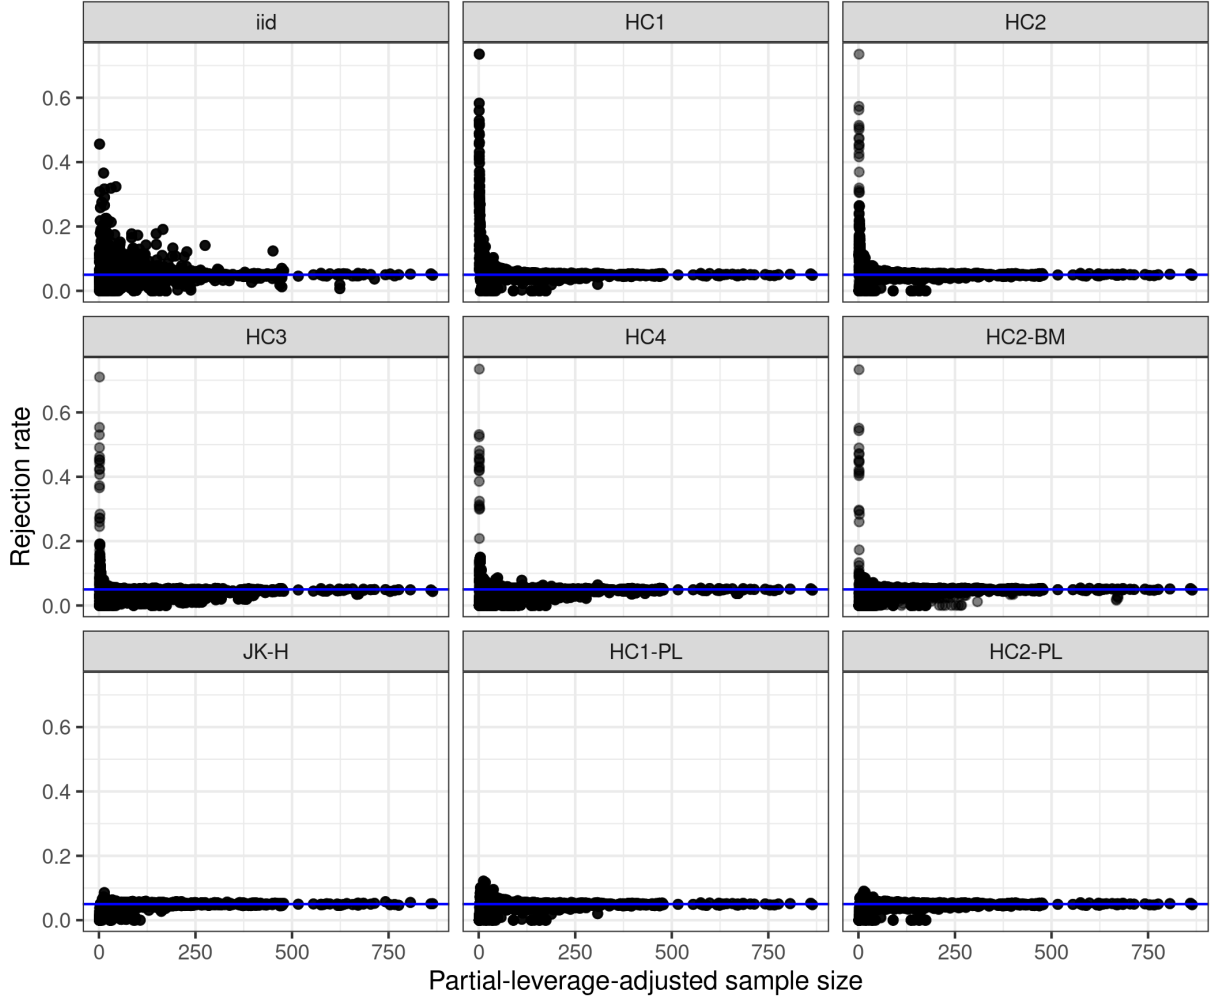 iid HC1 HC2
0.6
0.4
0.2
0.0
HC3 HC4 HC2-BM
0.6
0.4
0.2
0.0
JK-H HC1-PL HC2-PL
0.6
0.4
0.2
0.0
0 250 500 750 0 250 500 750 0 250 500 750
Partial-leverage-adjusted sample size
Rejection rate